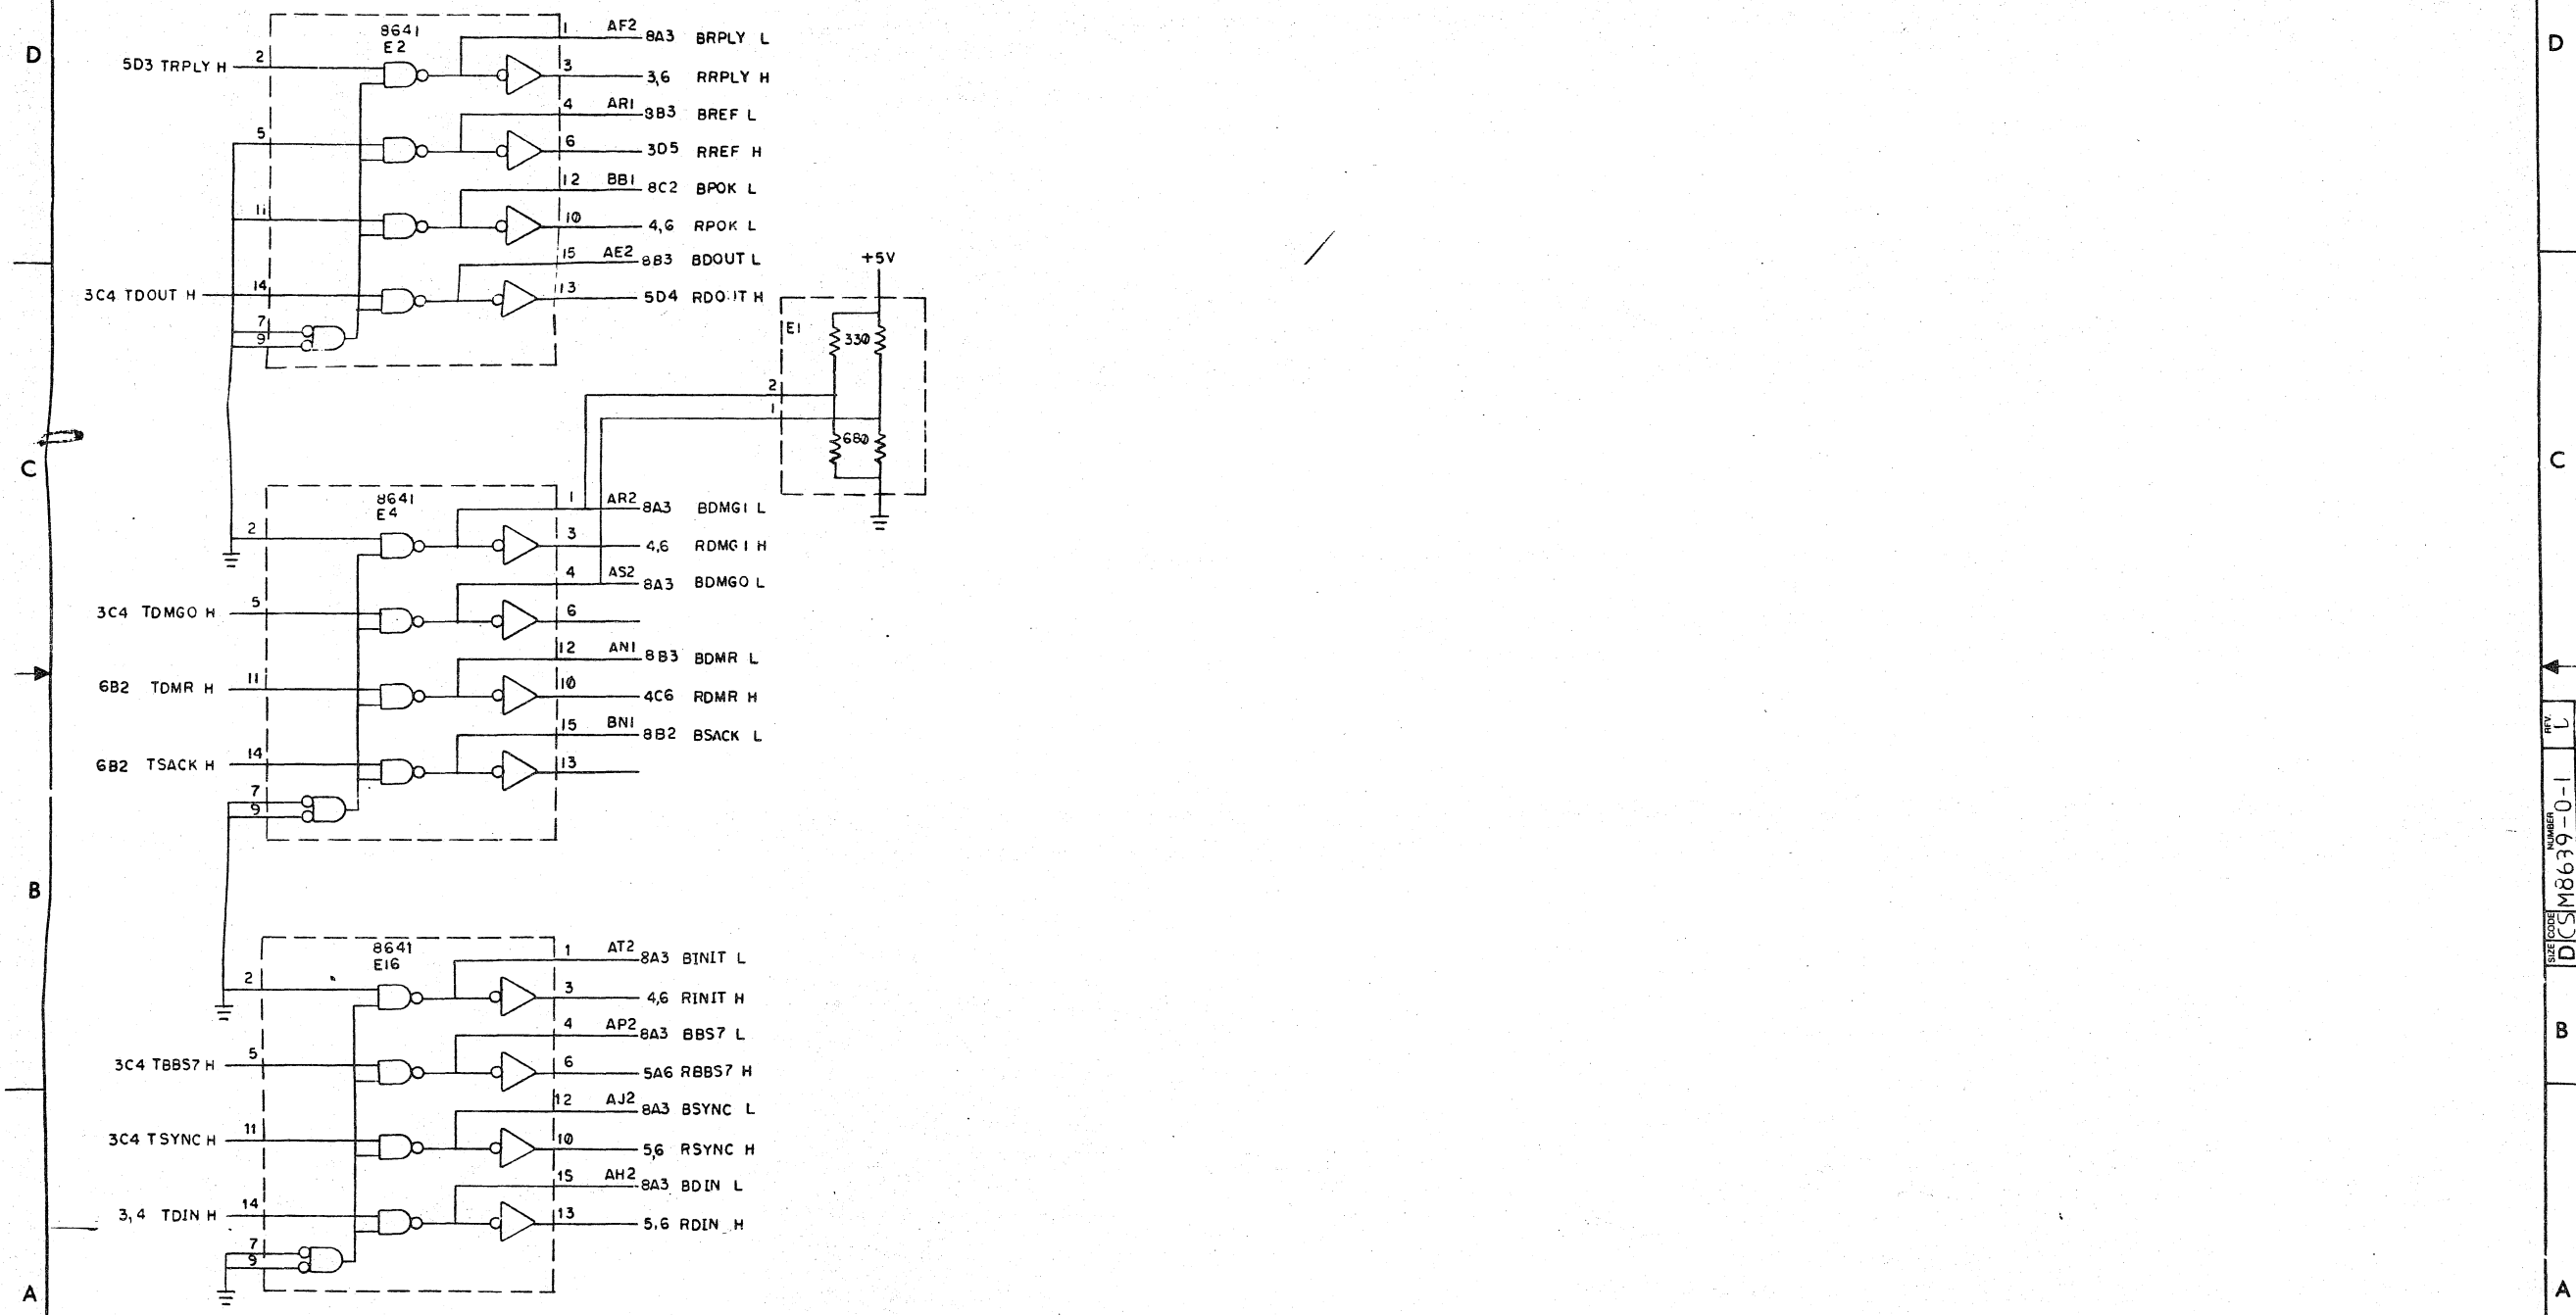 D
D
8641
E2
5D3 TRPLY H
2
1
AF2
8A3 BRPLY L
3
3,6 RRPLY H
4
AR1
8B3 BREF L
5
6
3D5 RREF H
12
BB1
8C2 BPOK L
11
10
4,6 RPOK L
15
AE2
8B3 BDOUT L
3C4 TDOUT H
14
13
5D4
7
9
+5V
E1
330
2
1
680
C
C
8641
E4
2
1
AR2
8A3 BDMGI L
3
4,6 RDMGI H
4
AS2
8A3 BDMGO L
3C4 TDMGO H
5
6
12
AN1
8B3 BDMR L
6B2 TDMR H
11
10
4C6 RDMR H
15
BN1
8B2 BSACK L
6B2 TSACK H
14
13
7
9
B
B
8641
E16
2
1
AT2
8A3 BINIT L
3
4,6 RINIT H
4
AP2
8A3 BBS7 L
3C4 TBBS7 H
5
6
5A6 RBBS7 H
12
AJ2
8A3 BSYNC L
3C4 TSYNC H
11
10
5,6 RSYNC H
15
AH2
8A3 BDIN L
3,4 TDIN H
14
13
5,6 RDIN H
7
9
A
A
SIZE CODE NUMBER REV.
D CS M8639-0-1 L